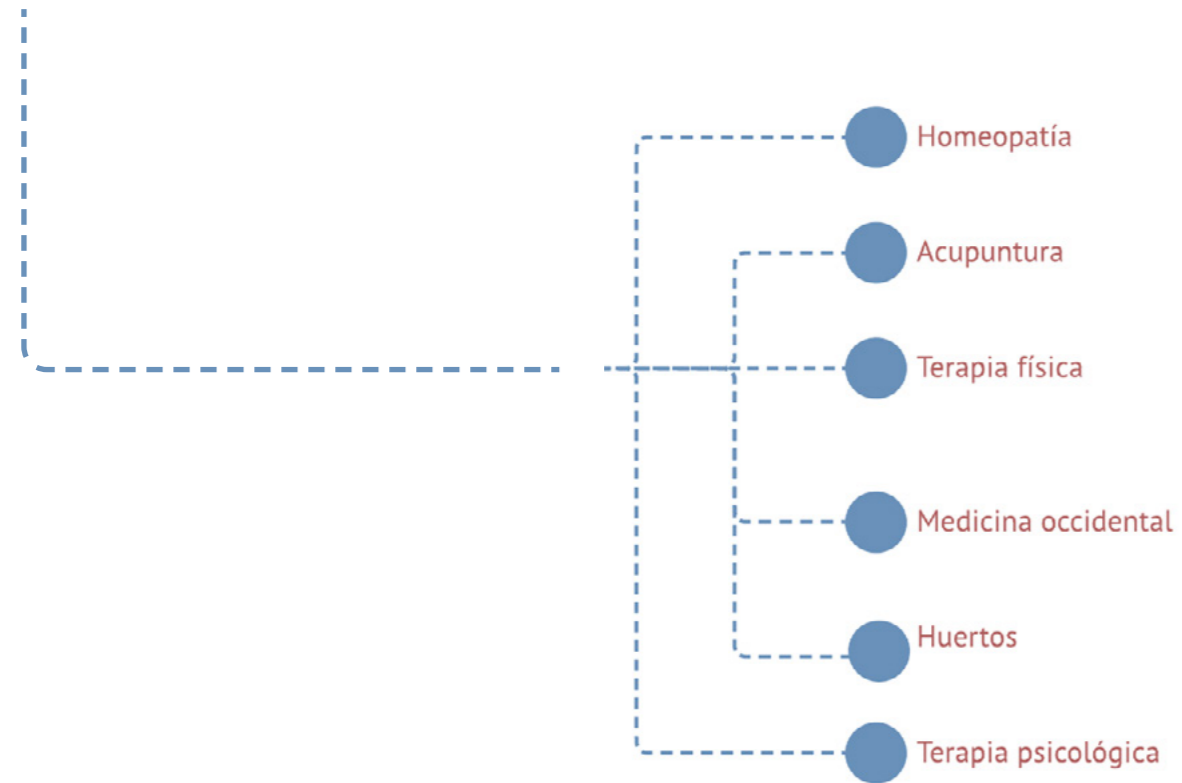 Homeopatía
Acupuntura
Terapia física
Medicina occidental
Huertos
Terapia psicológica